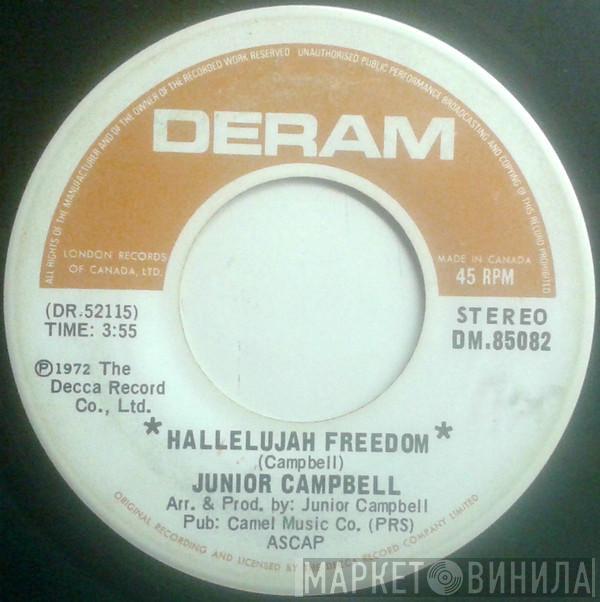 ALL RIGHTS OF THE MANUFACTURER AND OF THE OWNER OF THE RECORDED WORK RESERVED UNAUTHORISED PUBLIC PERFORMANCE BROADCASTING AND COPYING OF THIS RECORD PROHIBITED
DERAM
LONDON RECORDS
OF CANADA, LTD.
MADE IN CANADA
45 RPM
(DR.52115)
TIME: 3:55
STEREO
DM.85082
℗1972 The
Decca Record
Co., Ltd.
*HALLELUJAH FREEDOM*
(Campbell)
JUNIOR CAMPBELL
Arr. & Prod. by: Junior Campbell
Pub: Camel Music Co. (PRS)
ASCAP
ORIGINAL RECORDING AND LICENSED BY THE DECCA RECORD COMPANY LIMITED
МАРКЕТ ВИНИЛА